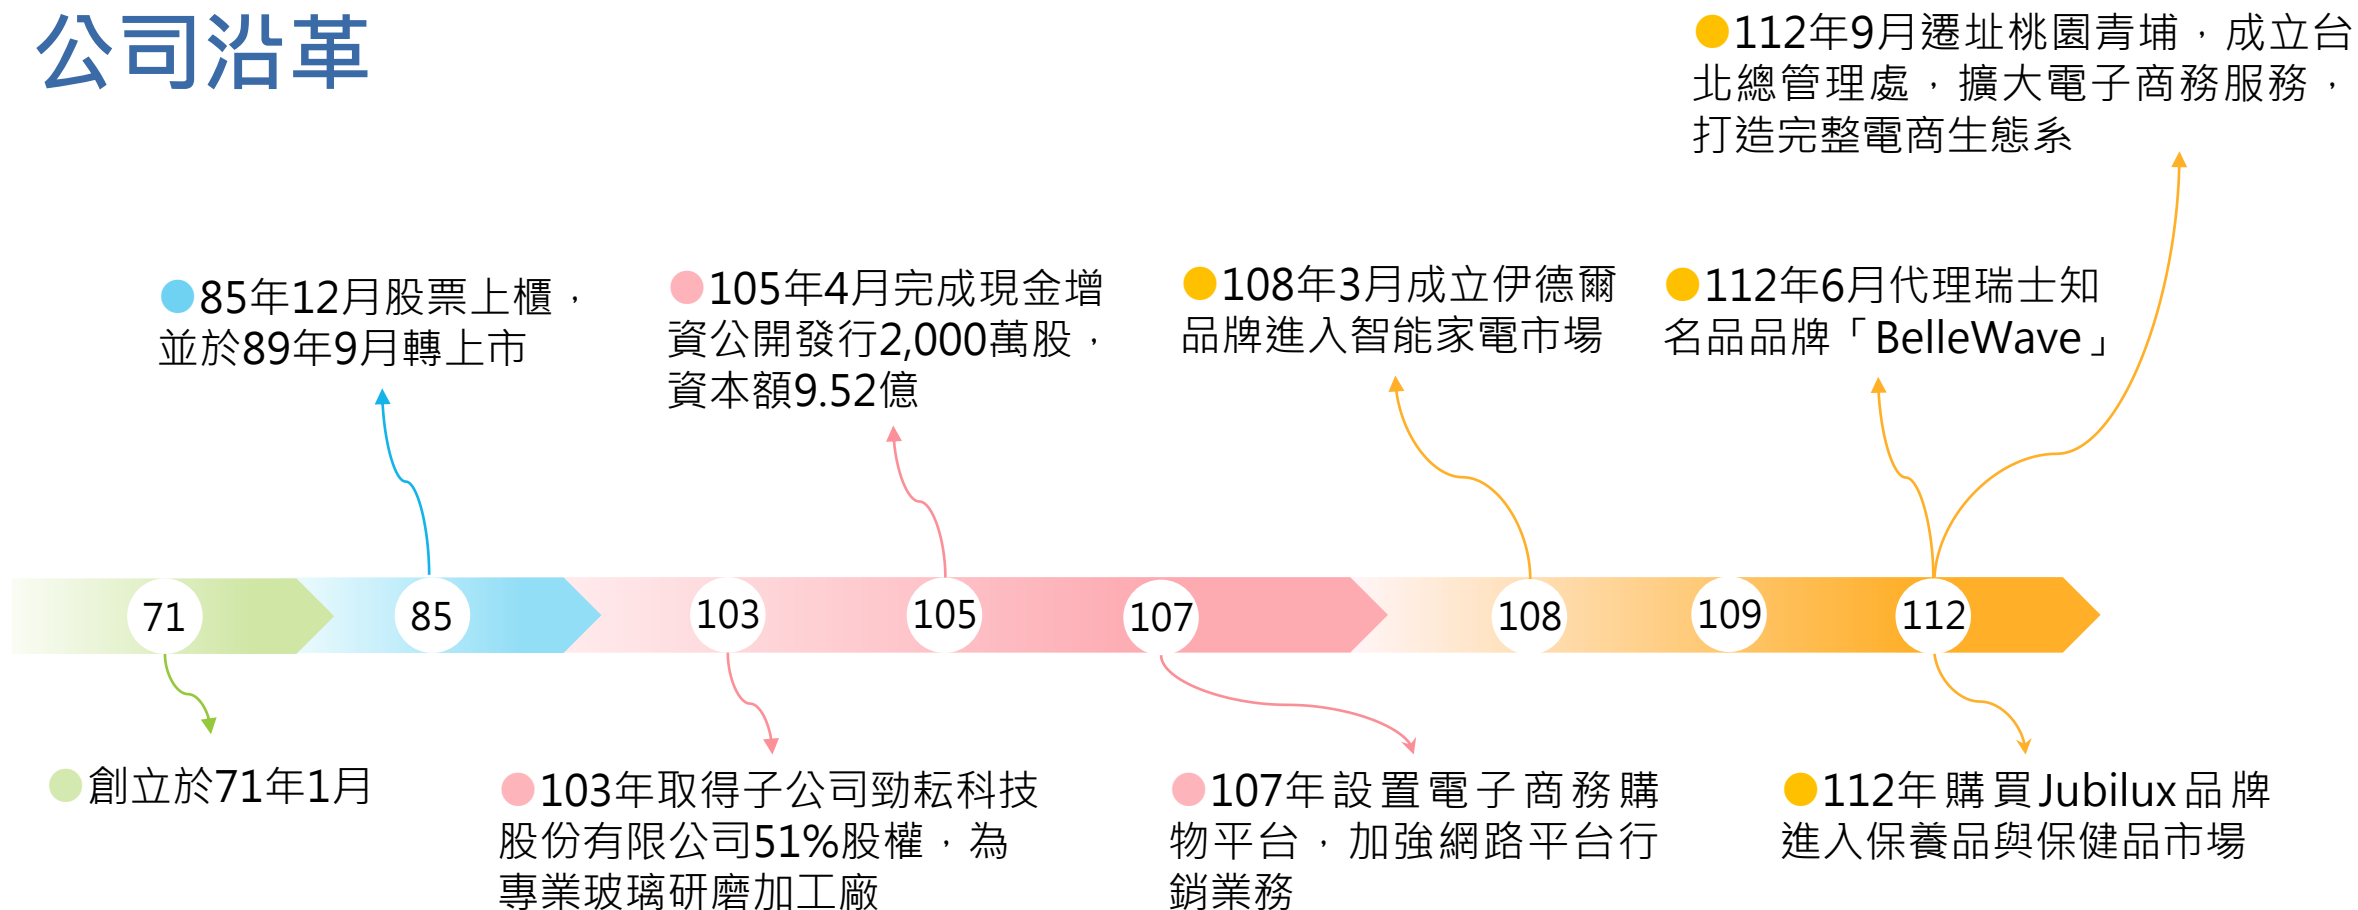 公司沿革
●112年9月遷址桃園青埔，成立台
北總管理處，擴大電子商務服務，
打造完整電商生態系
●85年12月股票上櫃，
並於89年9月轉上市
●105年4月完成現金增
資公開發行2,000萬股，
資本額9.52億
●108年3月成立伊德爾
品牌進入智能家電市場
●112年6月代理瑞士知
名品品牌「BelleWave」
71
85
103
105
107
108
109
112
●創立於71年1月
●103年取得子公司勁耘科技
股份有限公司51%股權，為
專業玻璃研磨加工廠
●107年設置電子商務購
物平台，加強網路平台行
銷業務
●112年購買Jubilux品牌
進入保養品與保健品市場